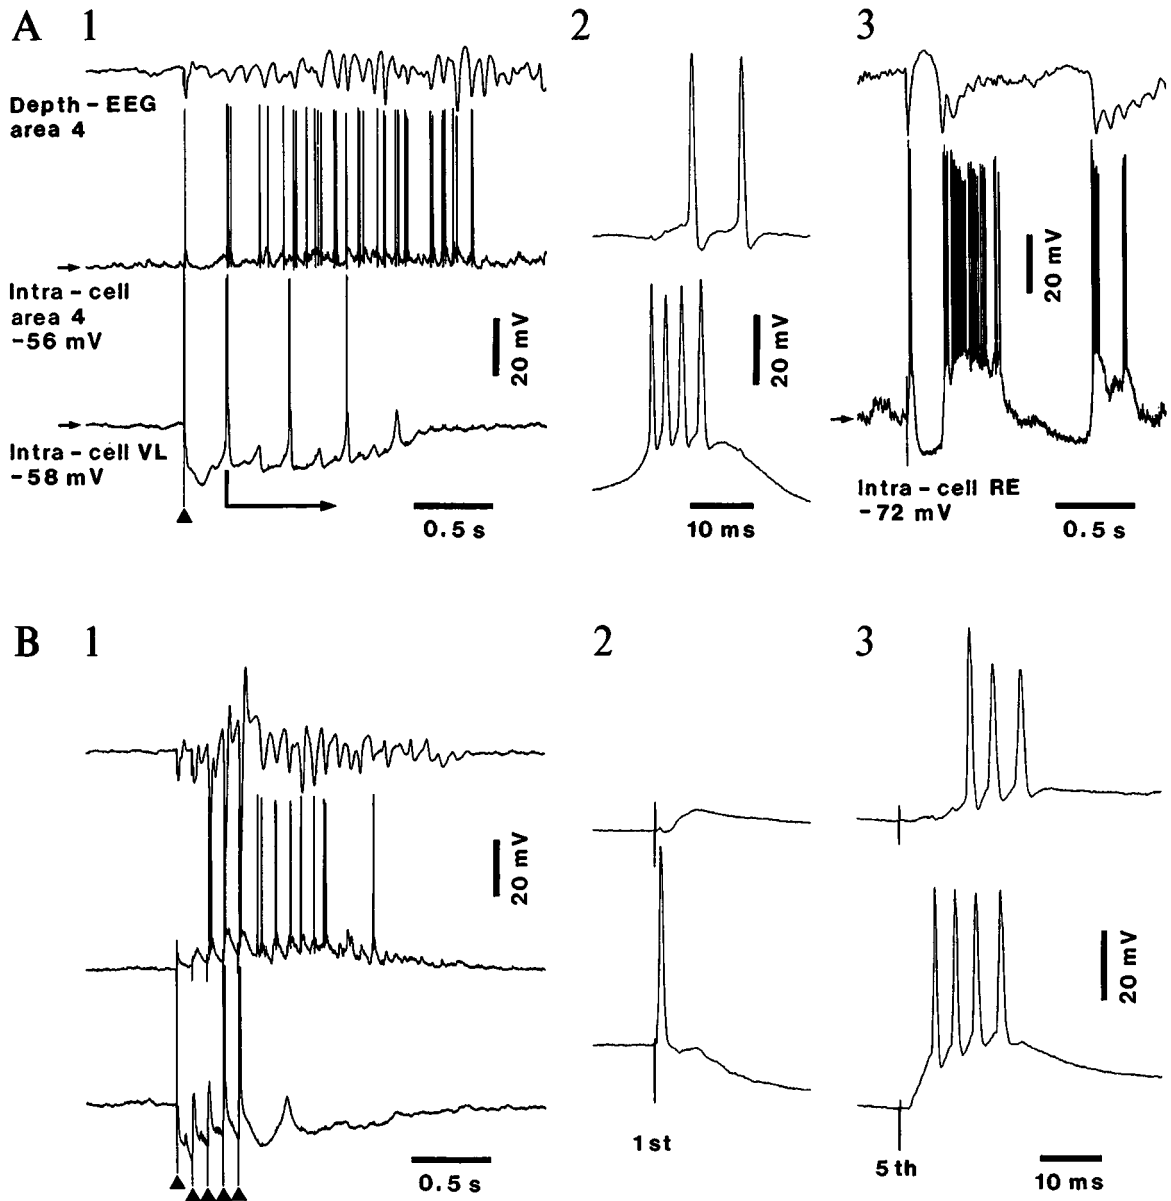 A 1
2
3
Depth-EEG
area 4
Intra-cell
area 4
-56 mV
20 mV
Intra-cell VL
-58 mV
0.5 s
20 mV
10 ms
20 mV
Intra-cell RE
-72 mV
0.5 s
B 1
2
3
20 mV
0.5 s
1st
20 mV
5th
10 ms